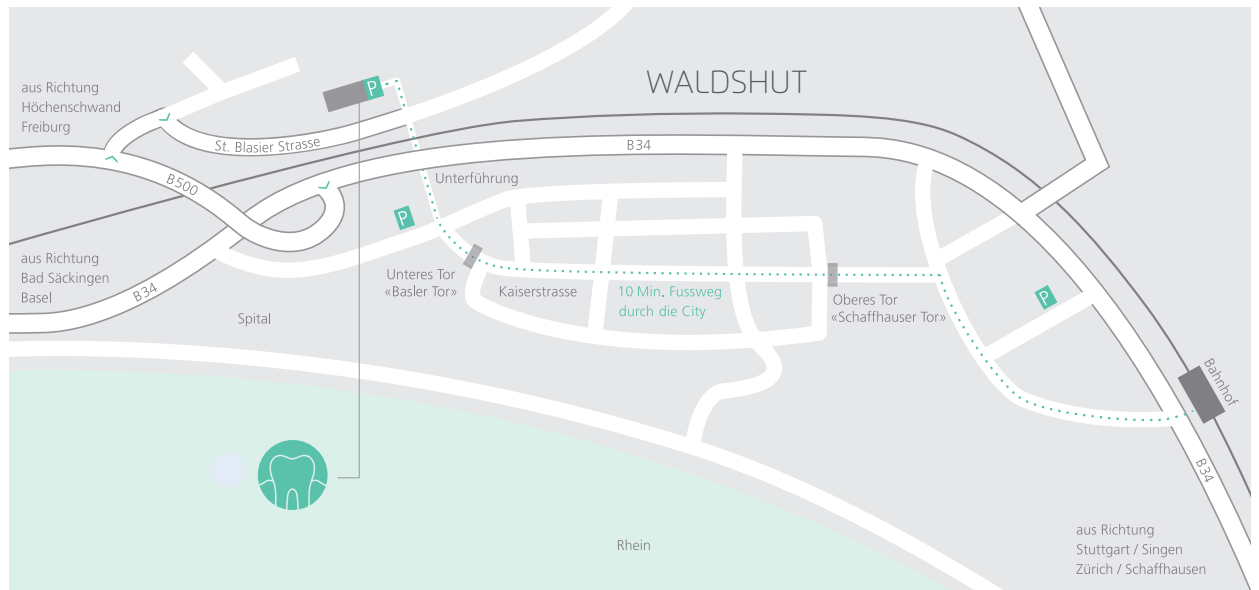 WALDSHUT
aus Richtung
Höchenschwand
Freiburg
P
St. Blasier Strasse
B34
B500
Unterführung
P
aus Richtung
Bad Säckingen
Basel
B34
Unteres Tor
«Basler Tor»
Kaiserstrasse
10 Min. Fussweg
durch die City
Oberes Tor
«Schaffhauser Tor»
P
Spital
Bahnhof
B34
Rhein
aus Richtung
Stuttgart / Singen
Zürich / Schaffhausen